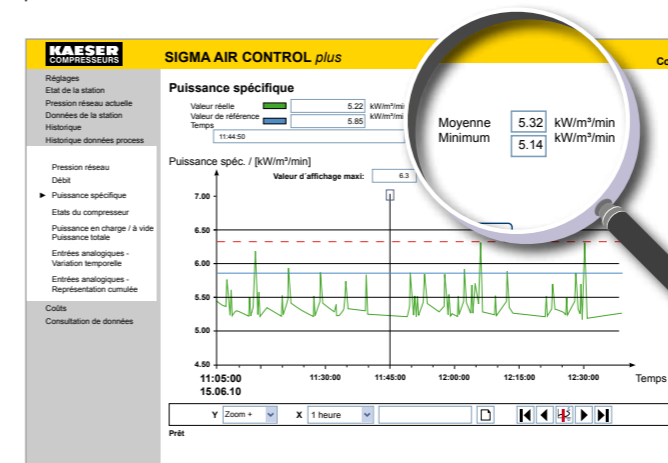 KAESER
COMPRESSEURS
SIGMA AIR CONTROL plus
Co
Réglages
Etat de la station
Pression réseau actuelle
Données de la station
Historique
Historique données process
Pression réseau
Débit
► Puissance spécifique
Etats du compresseur
Puissance en charge / à vide
Puissance totale
Entrées analogiques -
Variation temporelle
Entrées analogiques -
Représentation cumulée
Coûts
Consultation de données
Puissance spécifique
Valeur réelle 5.22 kW/m³/min
Valeur de référence 5.85 kW/m³/min
Temps
11:44:50
Moyenne 5.32 kW/m³/min
Minimum 5.14 kW/m³/min
Puissance spéc. / [kW/m³/min]
Valeur d´affichage maxi: 6.3
7.00
6.50
6.00
5.50
5.00
4.50
11:05:00 11:30:00 11:45:00 12:00:00 12:15:00 12:30:00 Temps
15.06.10
Y Zoom + X 1 heure
Prêt